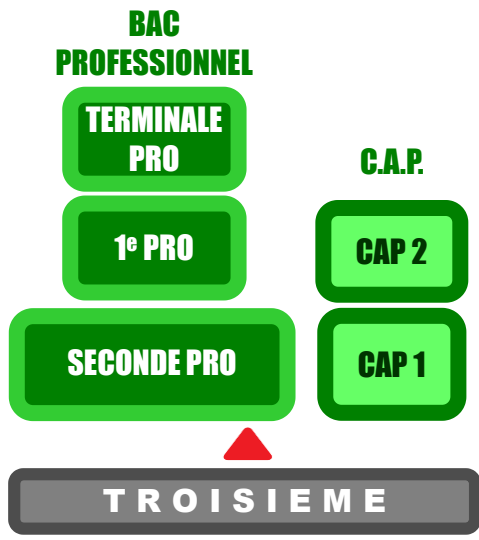 BAC
PROFESSIONNEL
TERMINALE
PRO
C.A.P.
1e PRO
CAP 2
SECONDE PRO
CAP 1
TROISIEME